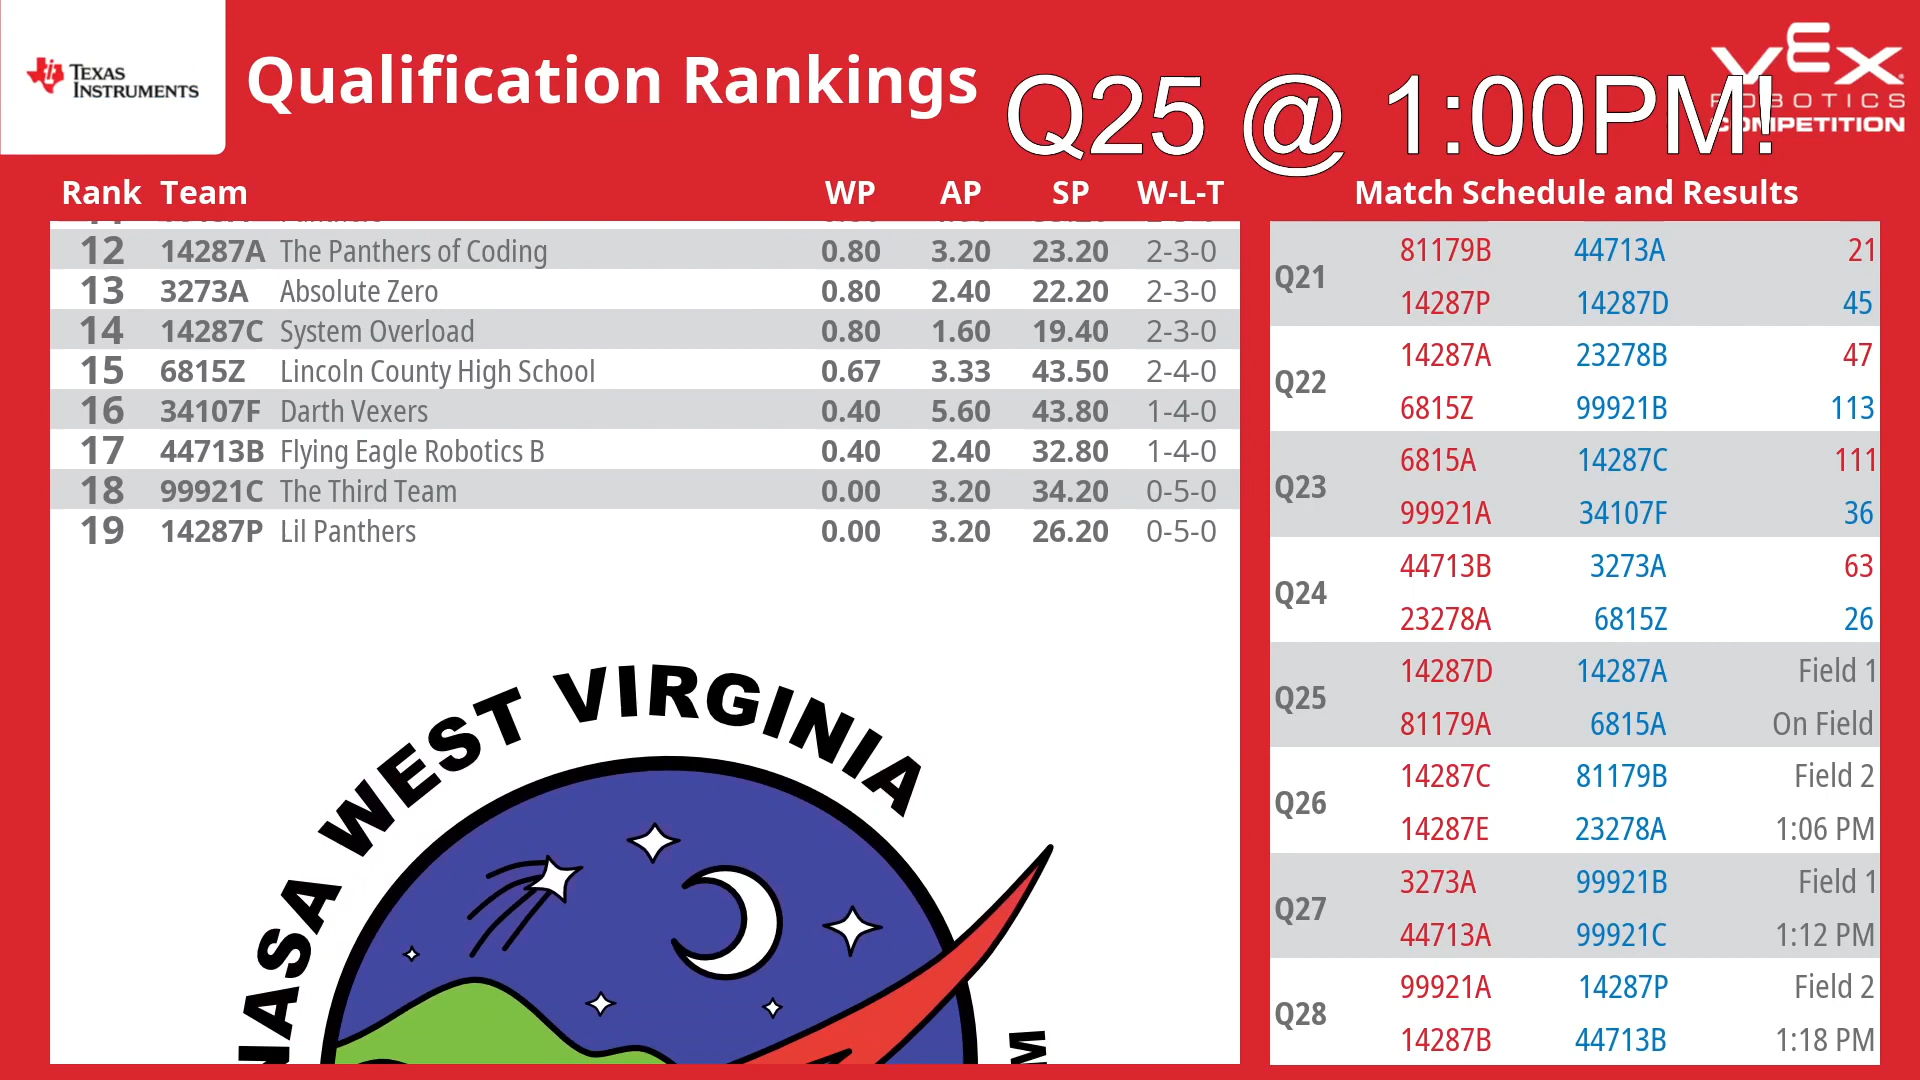 TEXAS INSTRUMENTS
Qualification Rankings
Q25 @ 1:00PM!
VEX ROBOTICS COMPETITION
Rank Team WP AP SP W-L-T
12 14287A The Panthers of Coding 0.80 3.20 23.20 2-3-0
13 3273A Absolute Zero 0.80 2.40 22.20 2-3-0
14 14287C System Overload 0.80 1.60 19.40 2-3-0
15 6815Z Lincoln County High School 0.67 3.33 43.50 2-4-0
16 34107F Darth Vexers 0.40 5.60 43.80 1-4-0
17 44713B Flying Eagle Robotics B 0.40 2.40 32.80 1-4-0
18 99921C The Third Team 0.00 3.20 34.20 0-5-0
19 14287P Lil Panthers 0.00 3.20 26.20 0-5-0
NASA WEST VIRGINIA
Match Schedule and Results
Q21
81179B 44713A 21
14287P 14287D 45
Q22
14287A 23278B 47
6815Z 99921B 113
Q23
6815A 14287C 111
99921A 34107F 36
Q24
44713B 3273A 63
23278A 6815Z 26
Q25
14287D 14287A Field 1
81179A 6815A On Field
Q26
14287C 81179B Field 2
14287E 23278A 1:06 PM
Q27
3273A 99921B Field 1
44713A 99921C 1:12 PM
Q28
99921A 14287P Field 2
14287B 44713B 1:18 PM